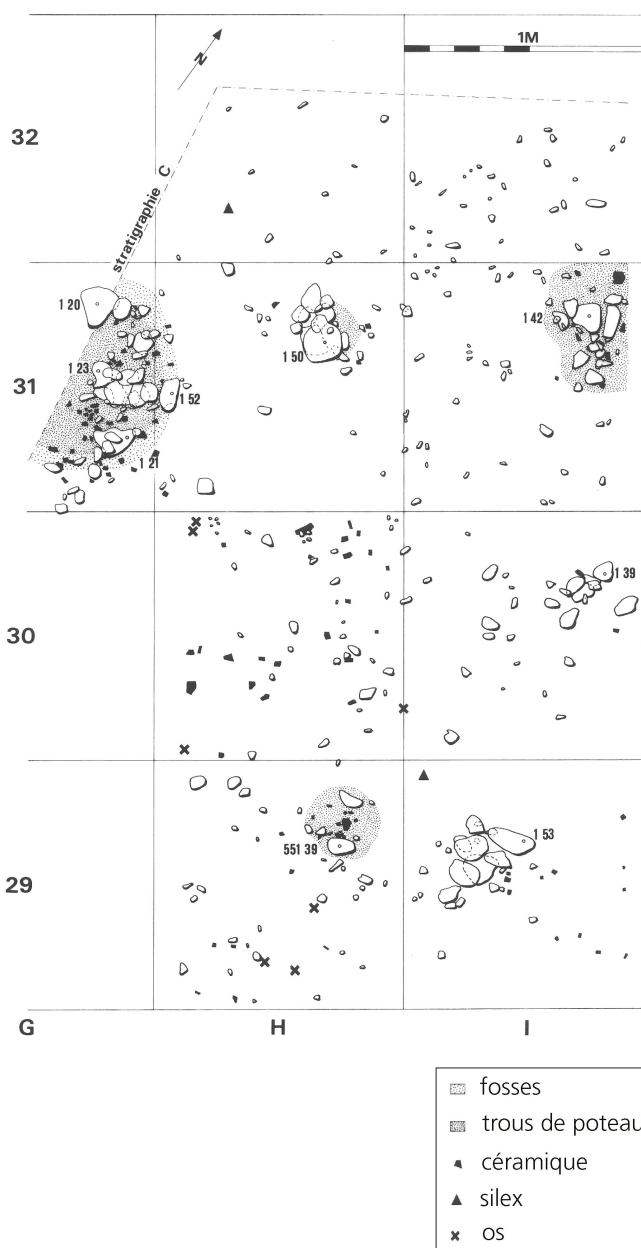 N
1M
32
stratigraphie C
1 20
1 42
1 50
1 23
31
1 52
1 21
1 39
30
1 53
551 39
29
G H I
fosses
trous de poteau
céramique
silex
os